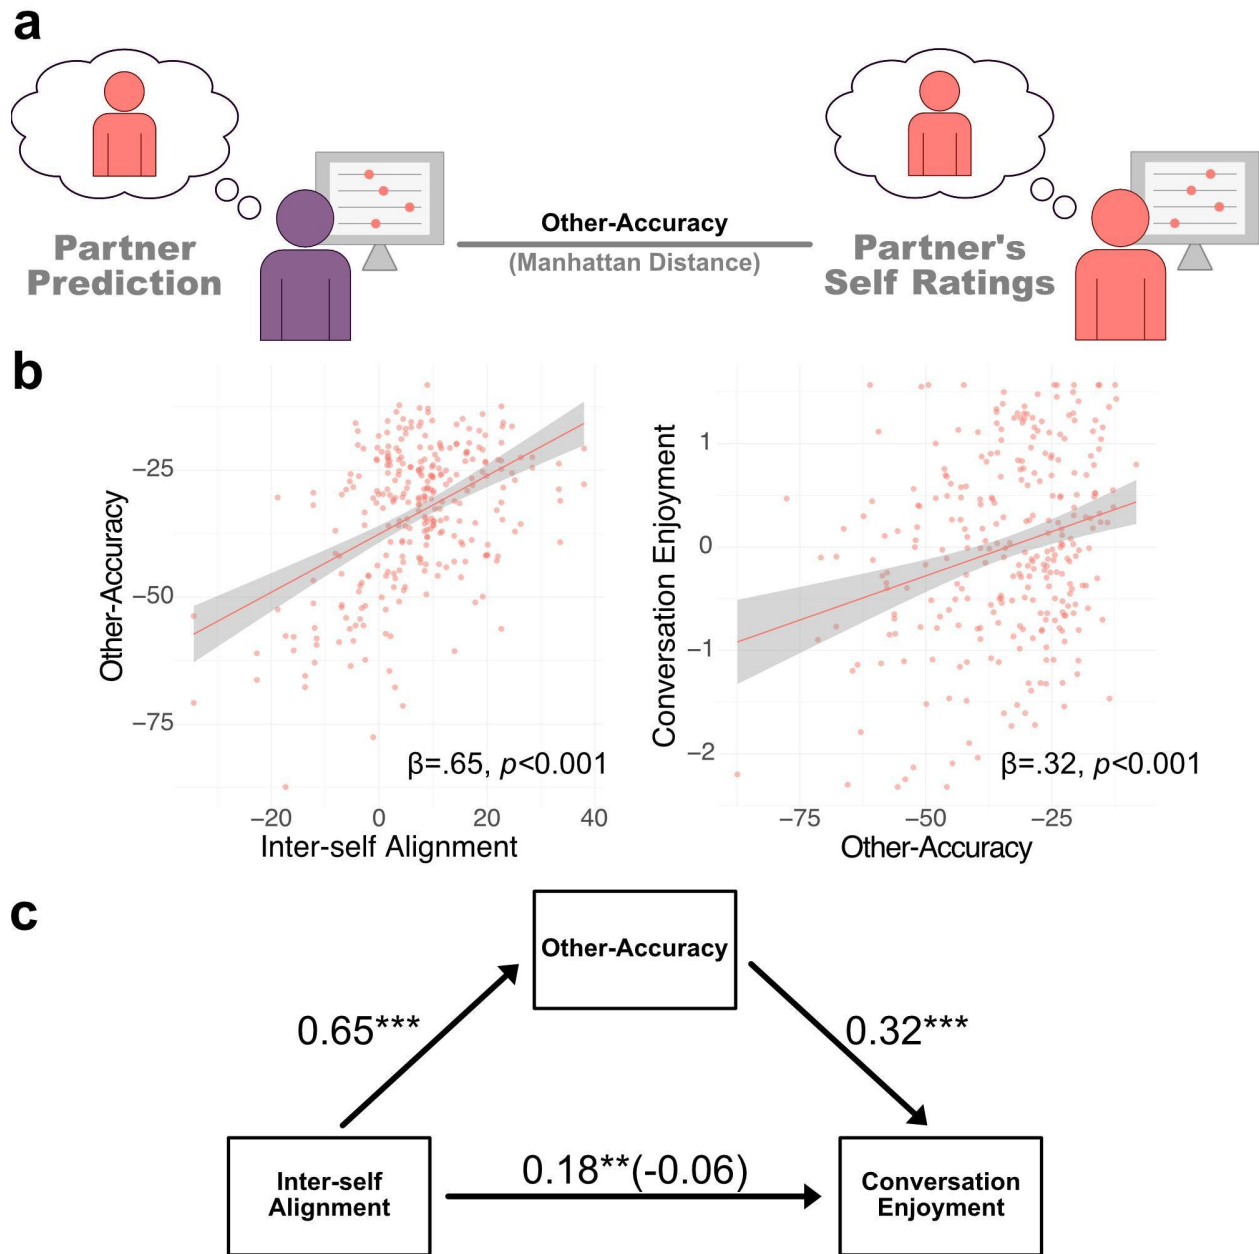 a
Partner
Prediction
Other-Accuracy
(Manhattan Distance)
Partner's
Self Ratings
b
Other-Accuracy
−25
−50
−75
β=.65, p<0.001
−20
0
20
40
Inter-self Alignment
Conversation Enjoyment
1
0
−1
−2
β=.32, p<0.001
−75
−50
−25
Other-Accuracy
c
Other-Accuracy
0.65***
0.32***
Inter-self
Alignment
0.18**(-0.06)
Conversation
Enjoyment